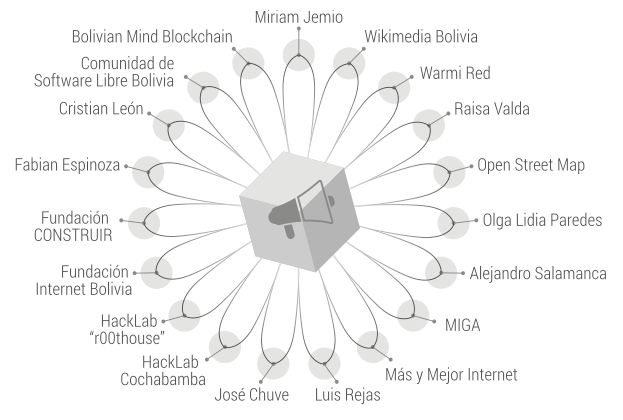 Miriam Jemio
Bolivian Mind Blockchain
Wikimedia Bolivia
Comunidad de
Software Libre Bolivia
Warmi Red
Cristian León
Raisa Valda
Fabian Espinoza
Open Street Map
Fundación
CONSTRUIR
Olga Lidia Paredes
Fundación
Internet Bolivia
Alejandro Salamanca
HackLab
“r00thouse”
MIGA
HackLab
Cochabamba
Más y Mejor Internet
José Chuve
Luis Rejas